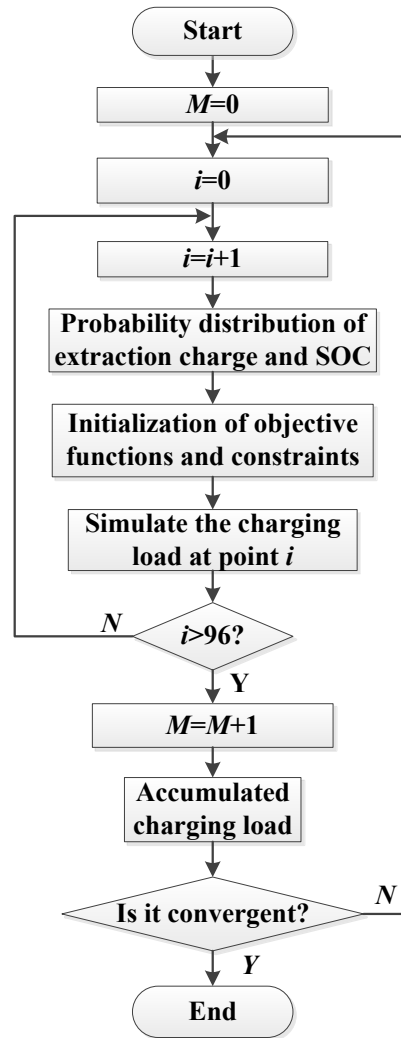 Start
M=0
i=0
i=i+1
Probability distribution of
extraction charge and SOC
Initialization of objective
functions and constraints
Simulate the charging
load at point i
N
i>96?
Y
M=M+1
Accumulated
charging load
N
Is it convergent?
Y
End